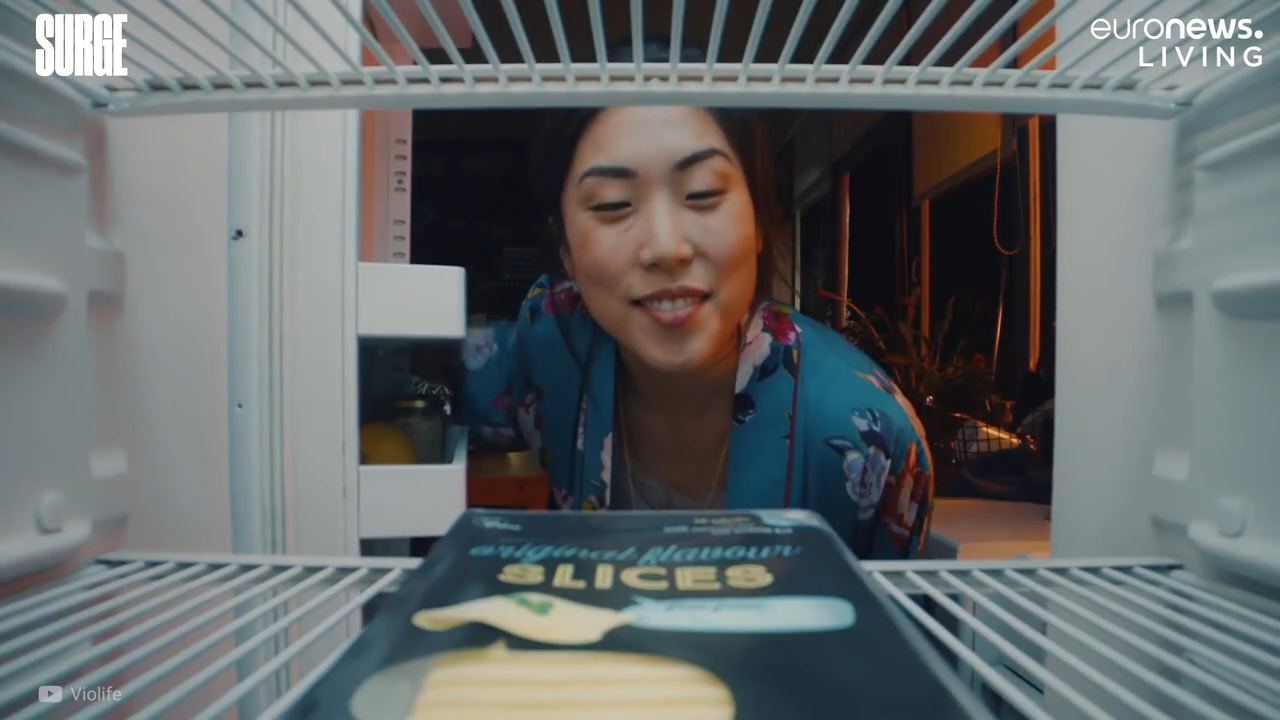 SURGE
euronews.
LIVING
original flavour
SLICES
Violife